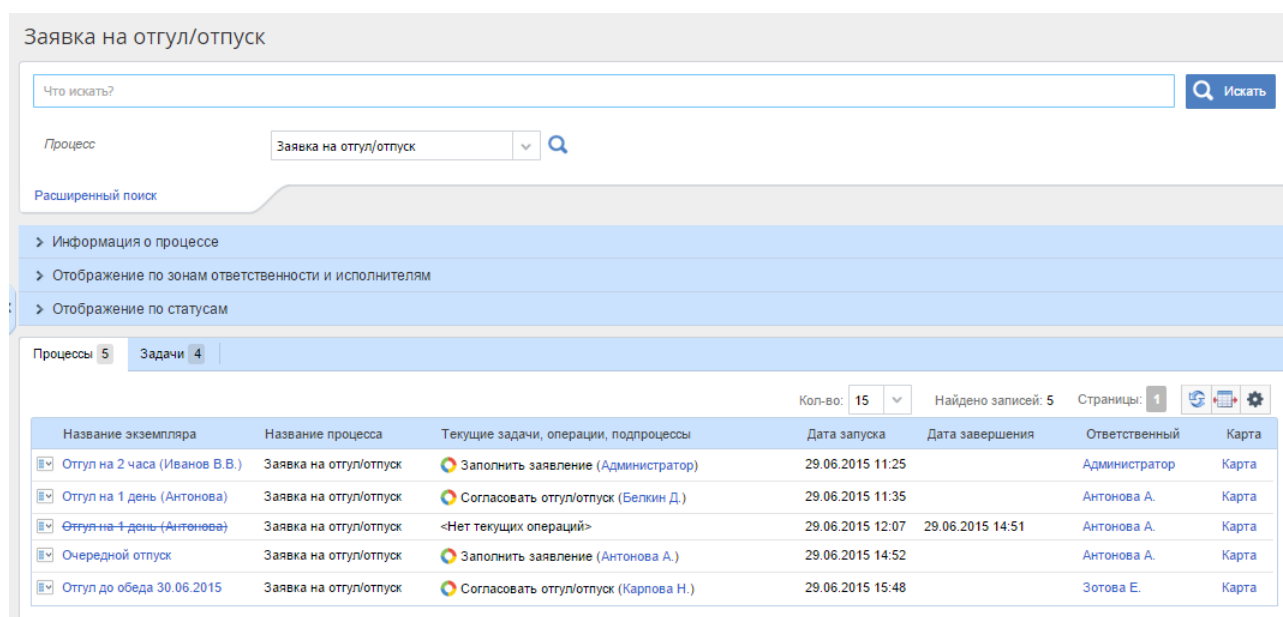 Заявка на отгул/отпуск
Что искать?
Искать
Процесс
Заявка на отгул/отпуск
Расширенный поиск
Информация о процессе
Отображение по зонам ответственности и исполнителям
Отображение по статусам
Процессы 5 Задачи 4
Кол-во: 15 Найдено записей: 5 Страницы: 1
Название экземпляра Название процесса Текущие задачи, операции, подпроцессы Дата запуска Дата завершения Ответственный Карта
Отгул на 2 часа (Иванов В.В.) Заявка на отгул/отпуск Заполнить заявление (Администратор) 29.06.2015 11:25 Администратор Карта
Отгул на 1 день (Антонова) Заявка на отгул/отпуск Согласовать отгул/отпуск (Белкин Д.) 29.06.2015 11:35 Антонова А. Карта
Отгул на 1 день (Антонова) Заявка на отгул/отпуск <Нет текущих операций> 29.06.2015 12:07 29.06.2015 14:51 Антонова А. Карта
Очередной отпуск Заявка на отгул/отпуск Заполнить заявление (Антонова А.) 29.06.2015 14:52 Антонова А. Карта
Отгул до обеда 30.06.2015 Заявка на отгул/отпуск Согласовать отгул/отпуск (Карпова Н.) 29.06.2015 15:48 Зотова Е. Карта